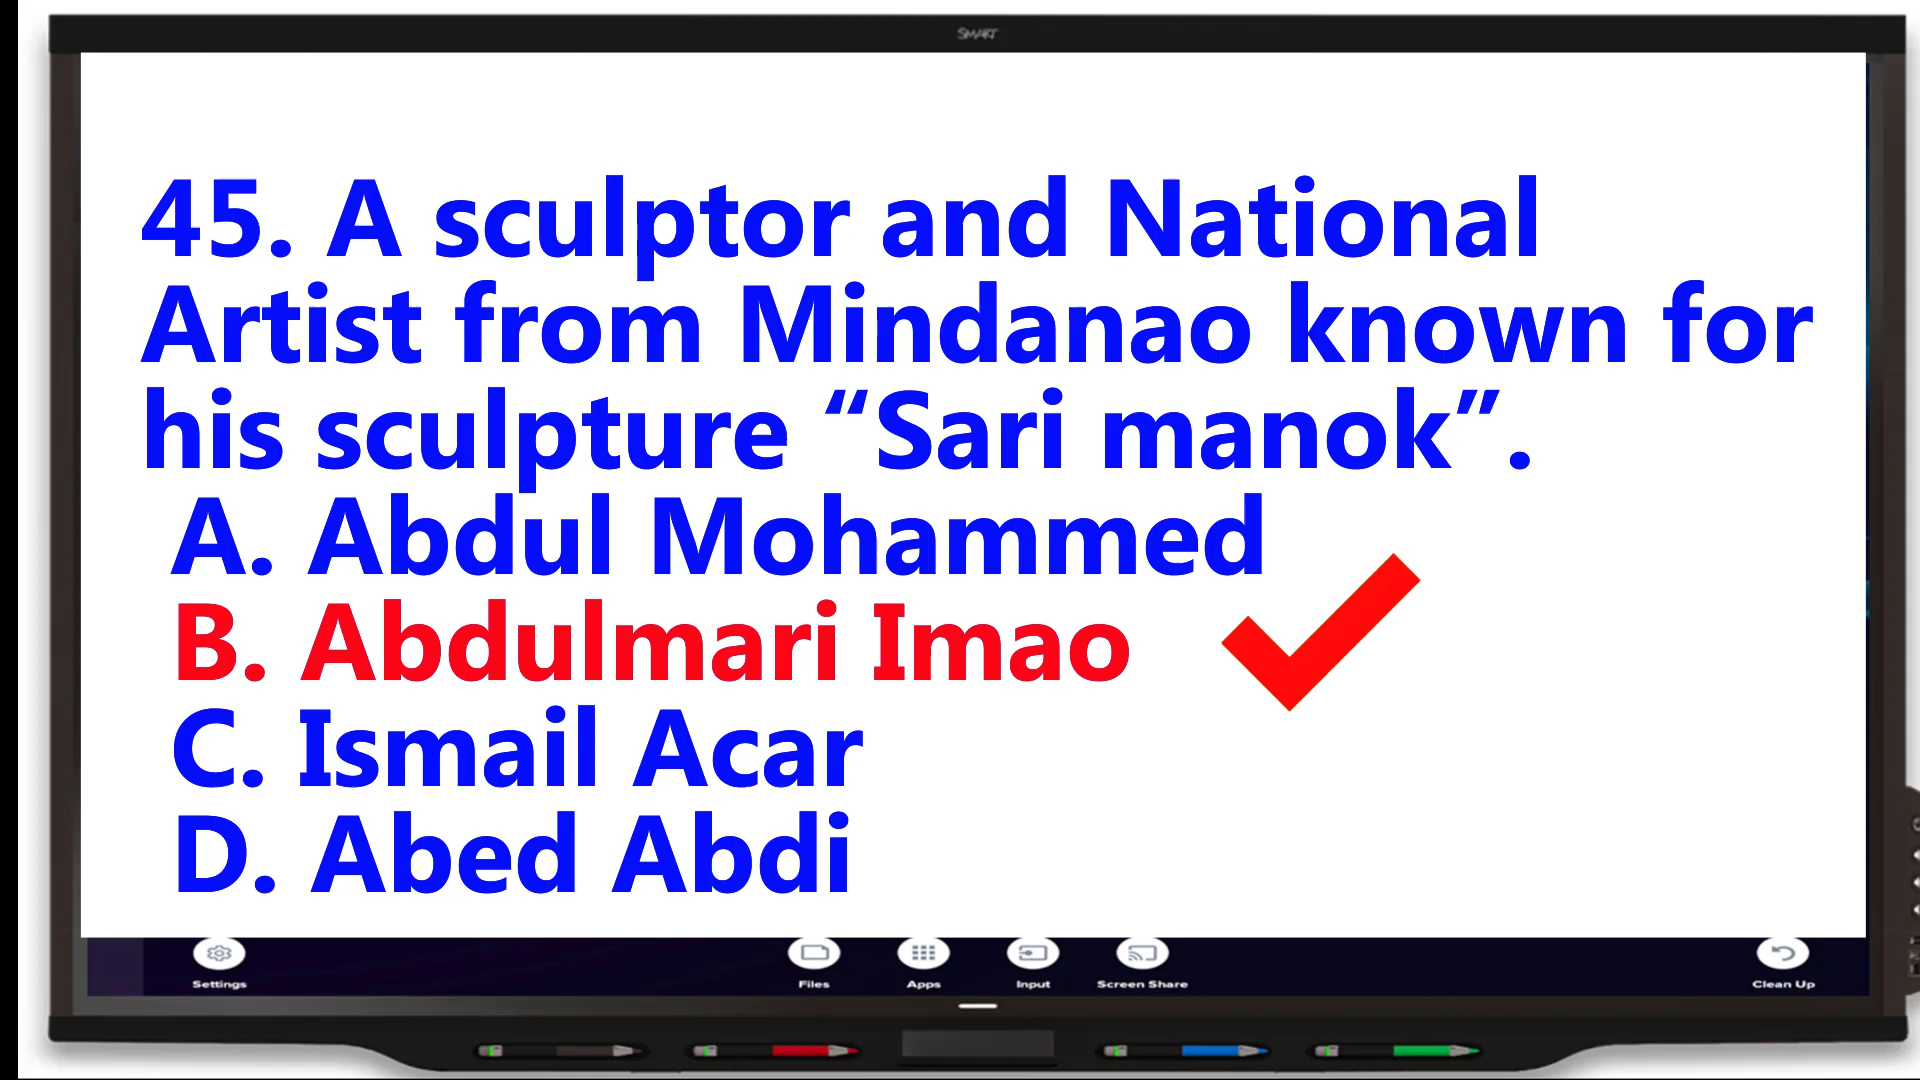 SMART
45. A sculptor and National
Artist from Mindanao known for
his sculpture “Sari manok”.
A. Abdul Mohammed
B. Abdulmari Imao
C. Ismail Acar
D. Abed Abdi
Settings
Files
Apps
Input
Screen Share
Clean Up